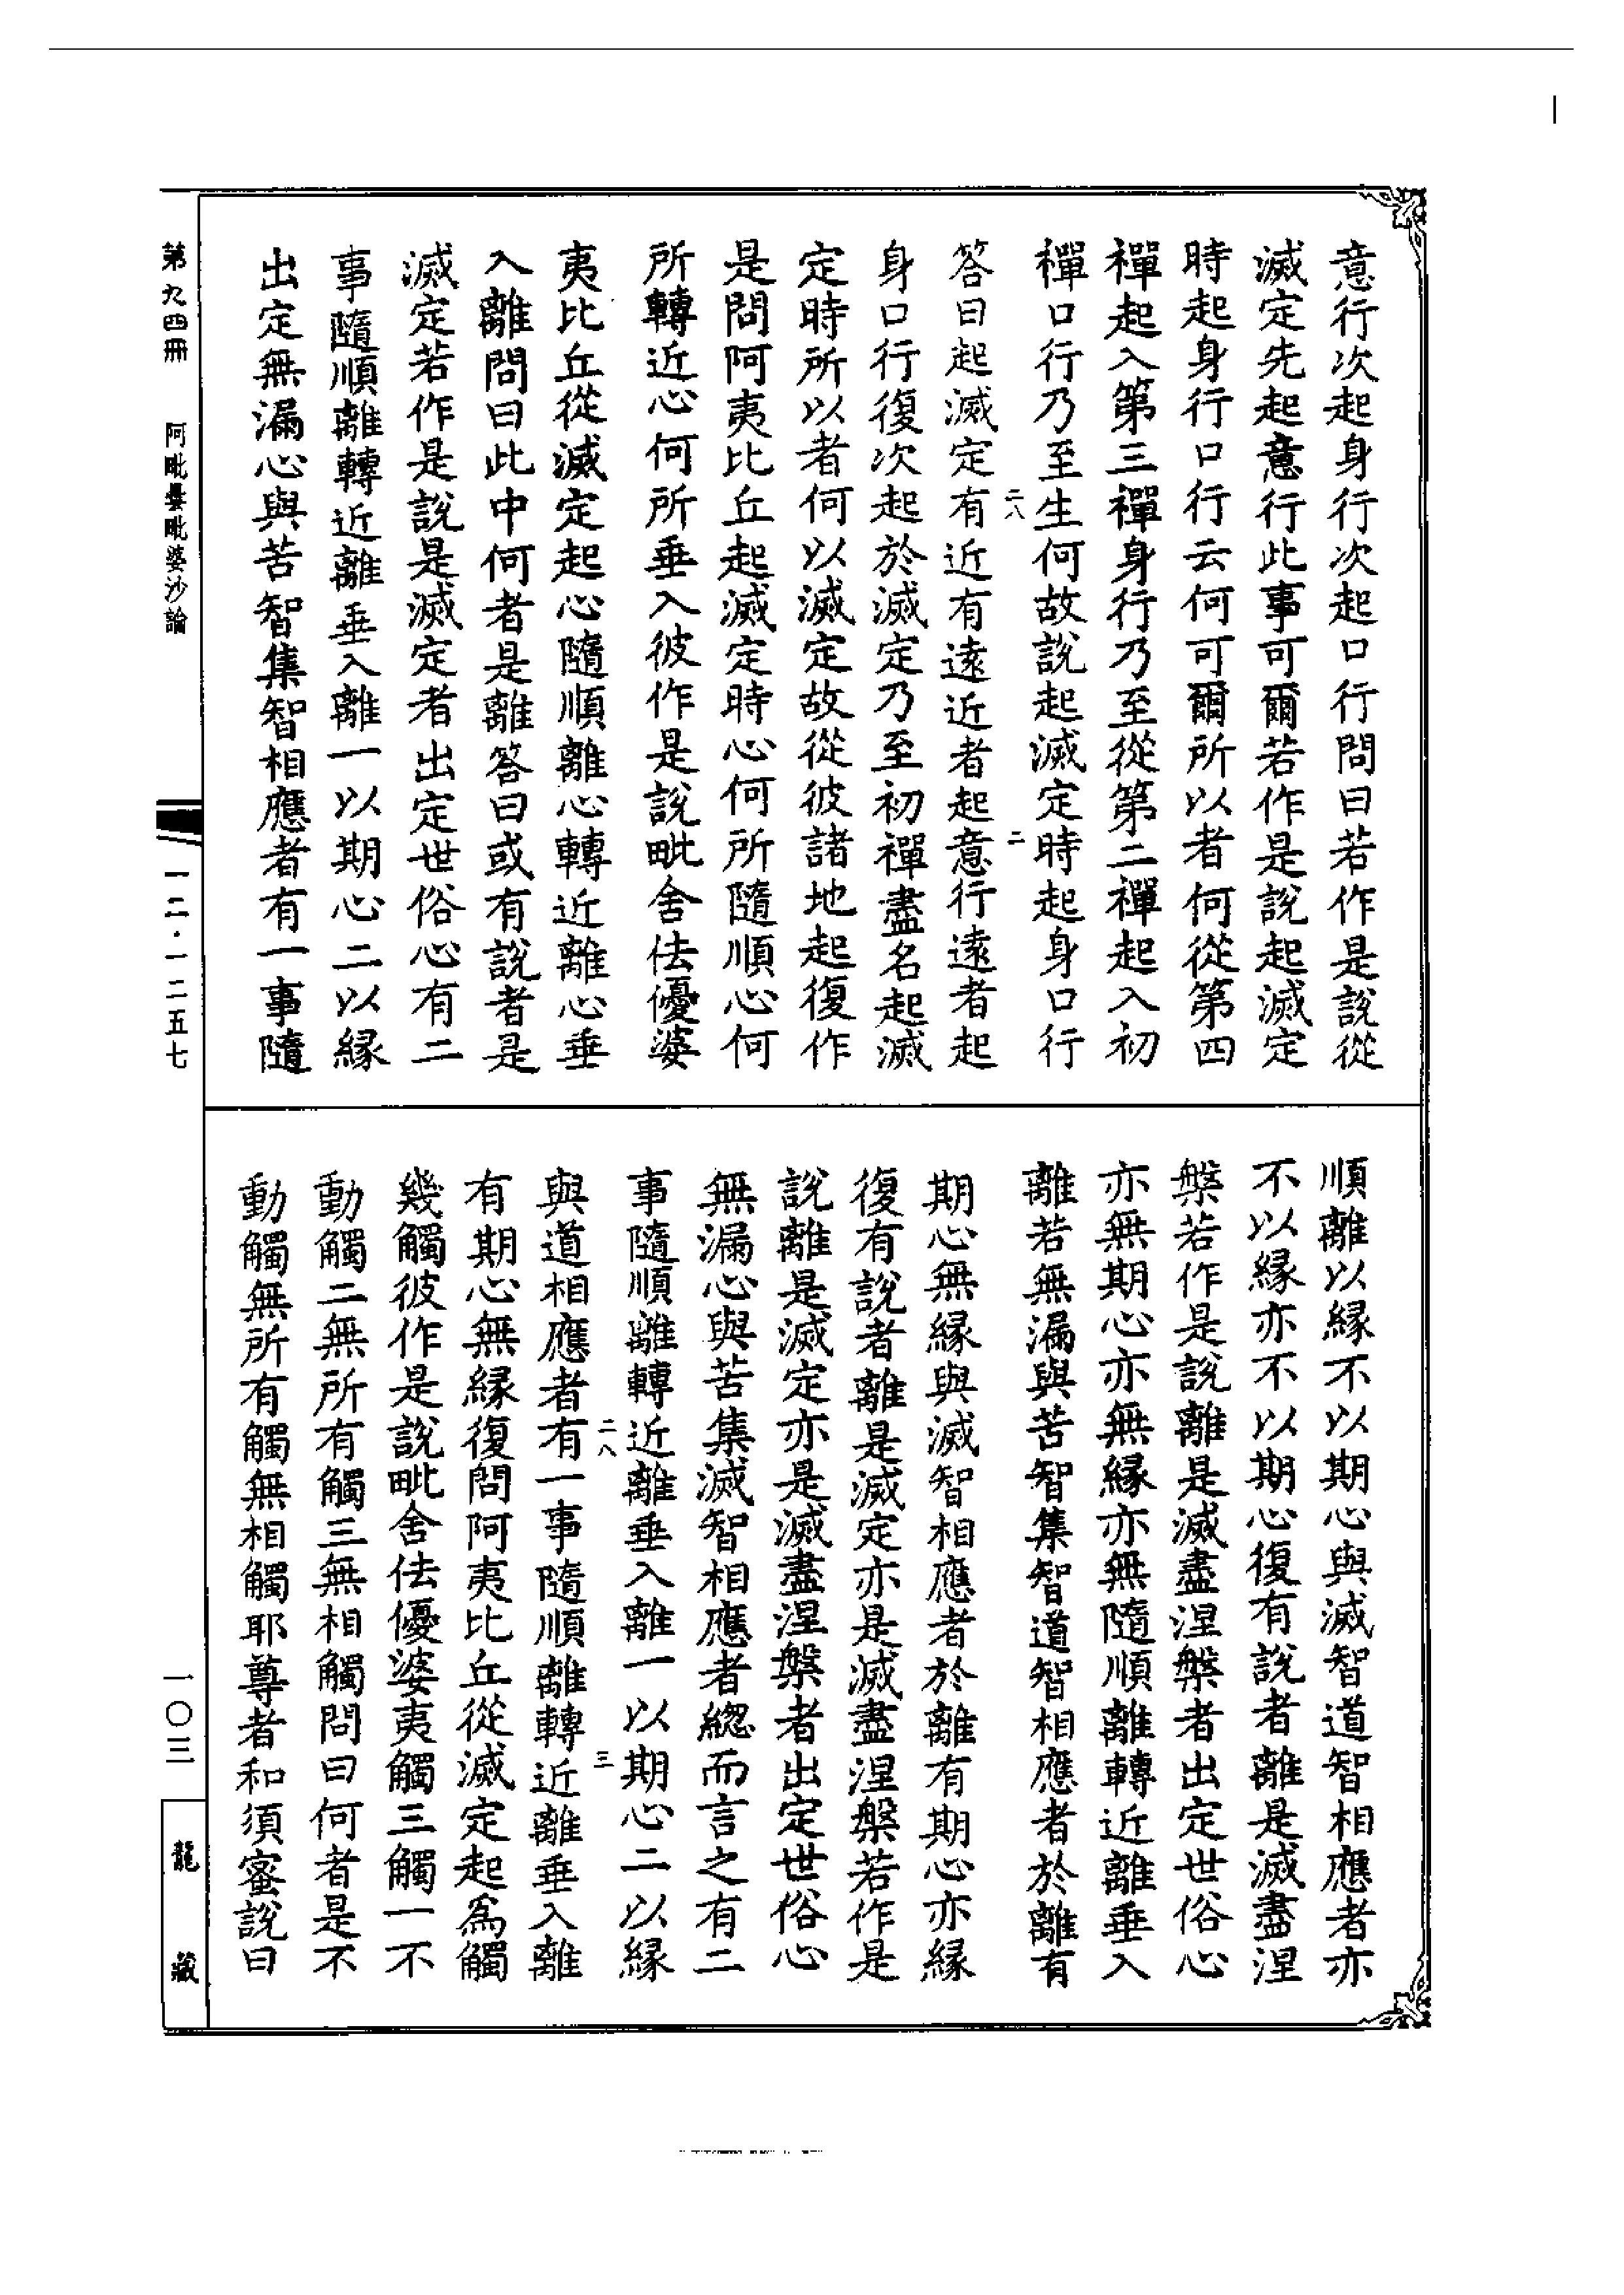 意行次起身行次起口行問曰若作是說從
滅定先起意行此事可爾若作是說起滅定
時起身行口行云何可爾所以者何從第四
禪起入第三禪身行乃至從第二禪起入初
禪口行乃至生何故說起滅定時起身口行
二八
二
答曰起滅定有近有遠近者起意行遠者起
身口行復次起於滅定乃至初禪盡名起滅
定時所以者何以滅定故從彼諸地起復作
是問阿夷比丘起滅定時心何所隨順心何
所轉近心何所垂入彼作是說毗舍佉優婆
夷比丘從滅定起心隨順離心轉近離心垂
入離問曰此中何者是離答曰或有說者是
滅定若作是說是滅定者出定世俗心有二
事隨順離轉近離垂入離一以期心二以緣
出定無漏心與苦智集智相應者有一事隨
順離以緣不以期心與滅智道智相應者亦
不以緣亦不以期心復有說者離是滅盡涅
槃若作是說離是滅盡涅槃者出定世俗心
亦無期心亦無緣亦無隨順離轉近離垂入
離若無漏與苦智集智道智相應者於離有
期心無緣與滅智相應者於離有期心亦緣
復有說者離是滅定亦是滅盡涅槃若作是
說離是滅定亦是滅盡涅槃者出定世俗心
無漏心與苦集滅智相應者總而言之有二
事隨順離轉近離垂入離一以期心二以緣
二八
三
與道相應者有一事隨順離轉近離垂入離
有期心無緣復問阿夷比丘從滅定起為觸
幾觸彼作是說毗舍佉優婆夷觸三觸一不
動觸二無所有觸三無相觸問曰何者是不
動觸無所有觸無相觸耶尊者和須蜜說曰
第九四冊
阿毗曇毗婆沙論
一二·一二五七
一〇三
龍藏